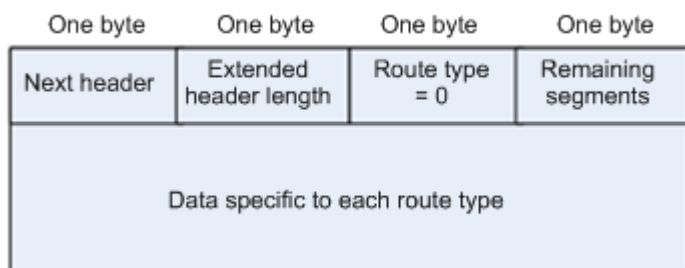 One byte One byte One byte One byte
Next header Extended header length Route type = 0 Remaining segments
Data specific to each route type